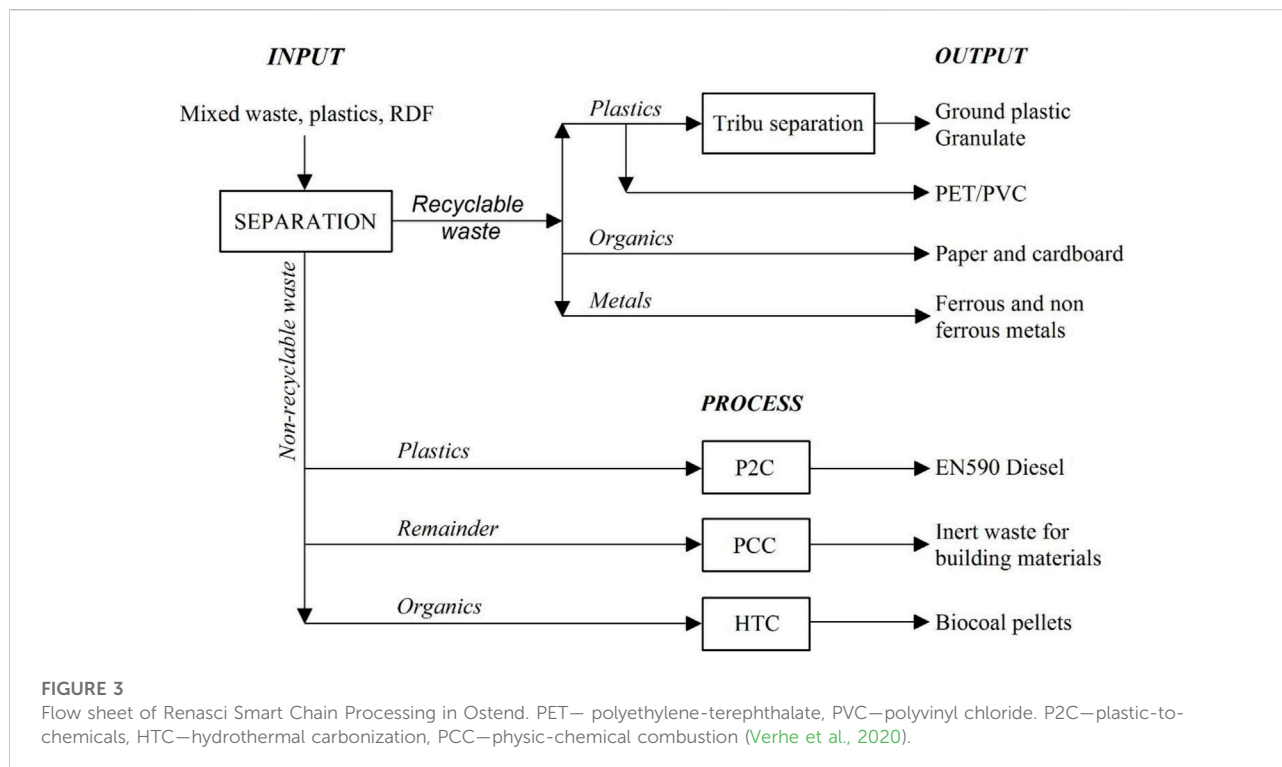 INPUT
OUTPUT
Mixed waste, plastics, RDF
SEPARATION
Recyclable
waste
Plastics
Tribu separation
Ground plastic
Granulate
PET/PVC
Organics
Paper and cardboard
Metals
Ferrous and non
ferrous metals
Non-recyclable waste
PROCESS
Plastics
P2C
EN590 Diesel
Remainder
PCC
Inert waste for
building materials
Organics
HTC
Biocoal pellets
FIGURE 3
Flow sheet of Renasci Smart Chain Processing in Ostend. PET— polyethylene-terephthalate, PVC—polyvinyl chloride. P2C—plastic-to-
chemicals, HTC—hydrothermal carbonization, PCC—physic-chemical combustion (Verhe et al., 2020).